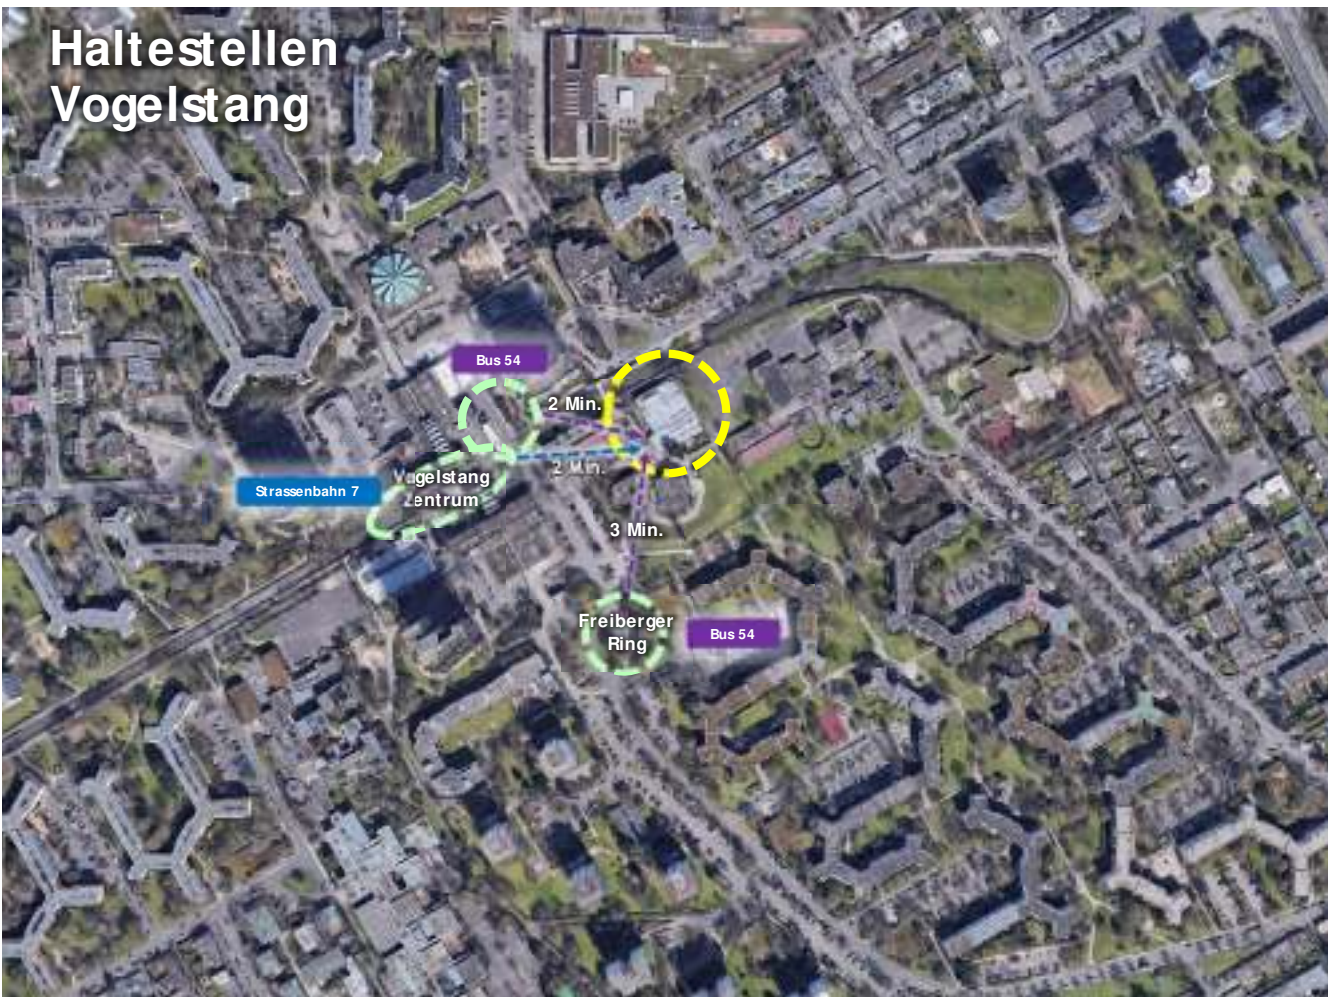 Haltestellen
Vogelstang
Bus 54
2 Min.
2 Min.
Vogelstang
Zentrum
Strassenbahn 7
3 Min.
Freiberger
Ring
Bus 54